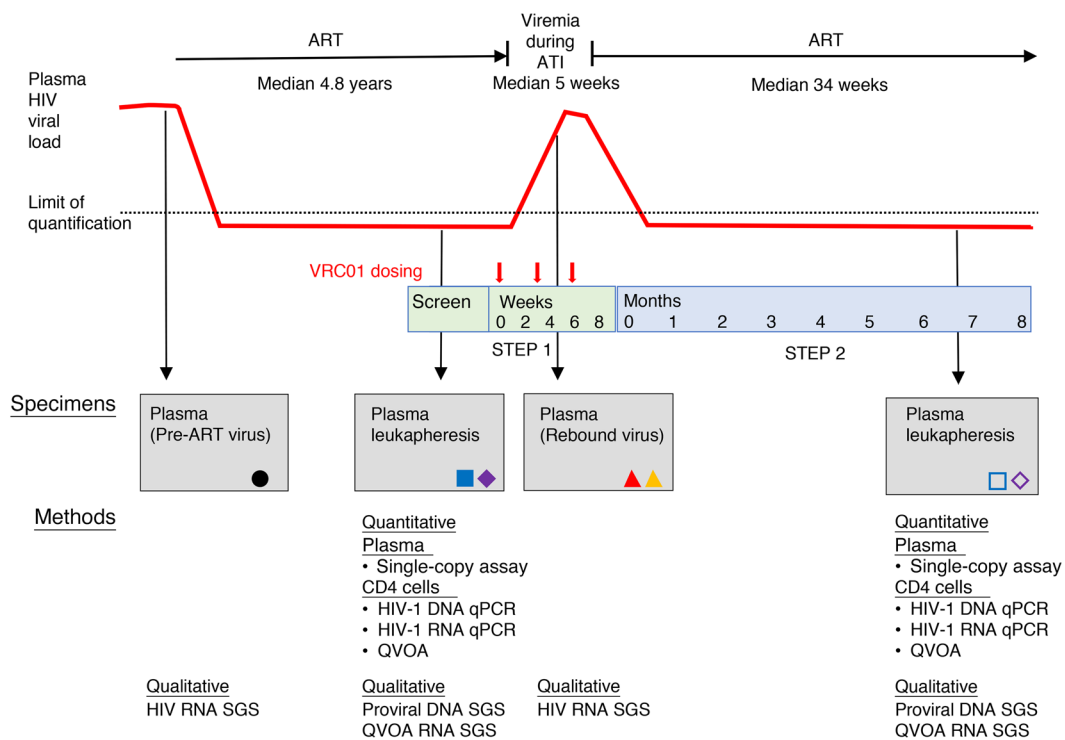 ART
Viremia
during
ATI
ART
Median 4.8 years
Median 5 weeks
Median 34 weeks
Plasma
HIV
viral
load
Limit of
quantification
VRC01 dosing
Screen
Weeks
0 2 4 6 8
Months
0 1 2 3 4 5 6 7 8
STEP 1
STEP 2
Specimens
Plasma
(Pre-ART virus)
Plasma
leukapheresis
Plasma
(Rebound virus)
Plasma
leukapheresis
Methods
Quantitative
Plasma
• Single-copy assay
CD4 cells
• HIV-1 DNA qPCR
• HIV-1 RNA qPCR
• QVOA
Quantitative
Plasma
• Single-copy assay
CD4 cells
• HIV-1 DNA qPCR
• HIV-1 RNA qPCR
• QVOA
Qualitative
HIV RNA SGS
Qualitative
Proviral DNA SGS
QVOA RNA SGS
Qualitative
HIV RNA SGS
Qualitative
Proviral DNA SGS
QVOA RNA SGS